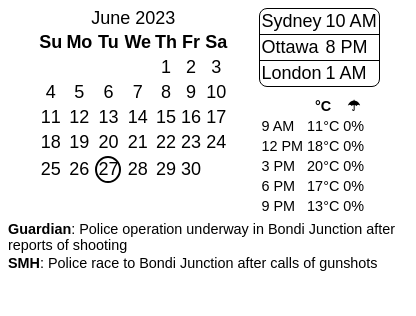 June 2023
Su Mo Tu We Th Fr Sa
1 2 3
4 5 6 7 8 9 10
11 12 13 14 15 16 17
18 19 20 21 22 23 24
25 26 27 28 29 30
Sydney 10 AM
Ottawa 8 PM
London 1 AM
°C ☂
9 AM 11°C 0%
12 PM 18°C 0%
3 PM 20°C 0%
6 PM 17°C 0%
9 PM 13°C 0%
Guardian: Police operation underway in Bondi Junction after
reports of shooting
SMH: Police race to Bondi Junction after calls of gunshots